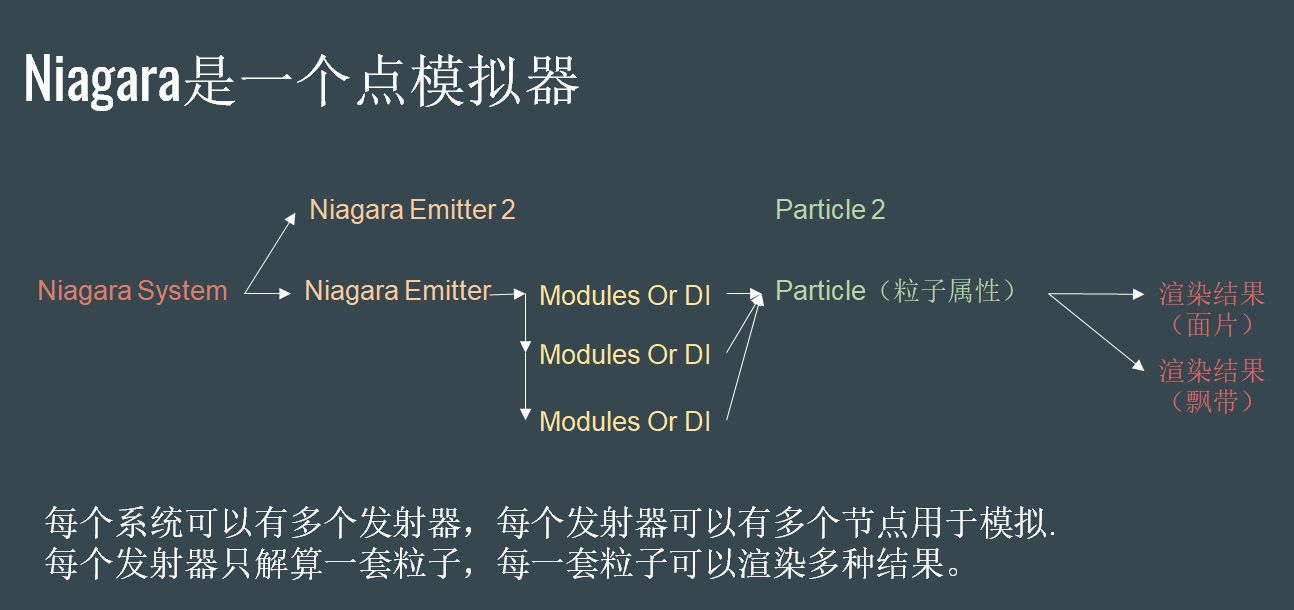 Niagara是一个点模拟器
Niagara Emitter 2
Particle 2
Niagara System
Niagara Emitter
Modules Or DI
Particle（粒子属性）
渲染结果
（面片）
Modules Or DI
渲染结果
（飘带）
Modules Or DI
每个系统可以有多个发射器，每个发射器可以有多个节点用于模拟.
每个发射器只解算一套粒子，每一套粒子可以渲染多种结果。